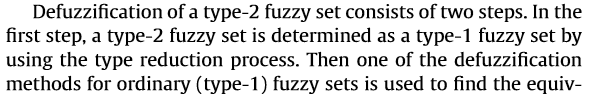 Defuzzification of a type-2 fuzzy set consists of two steps. In the
first step, a type-2 fuzzy set is determined as a type-1 fuzzy set by
using the type reduction process. Then one of the defuzzification
methods for ordinary (type-1) fuzzy sets is used to find the equiv-